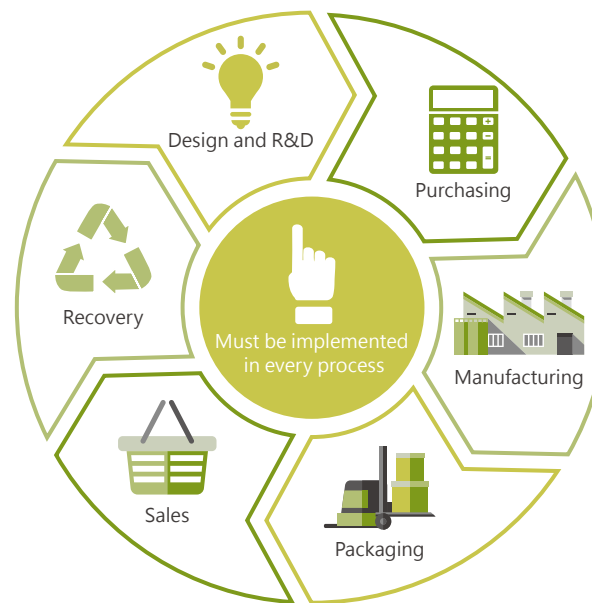 Design and R&D
Purchasing
Manufacturing
Packaging
Sales
Recovery
Must be implemented
in every process